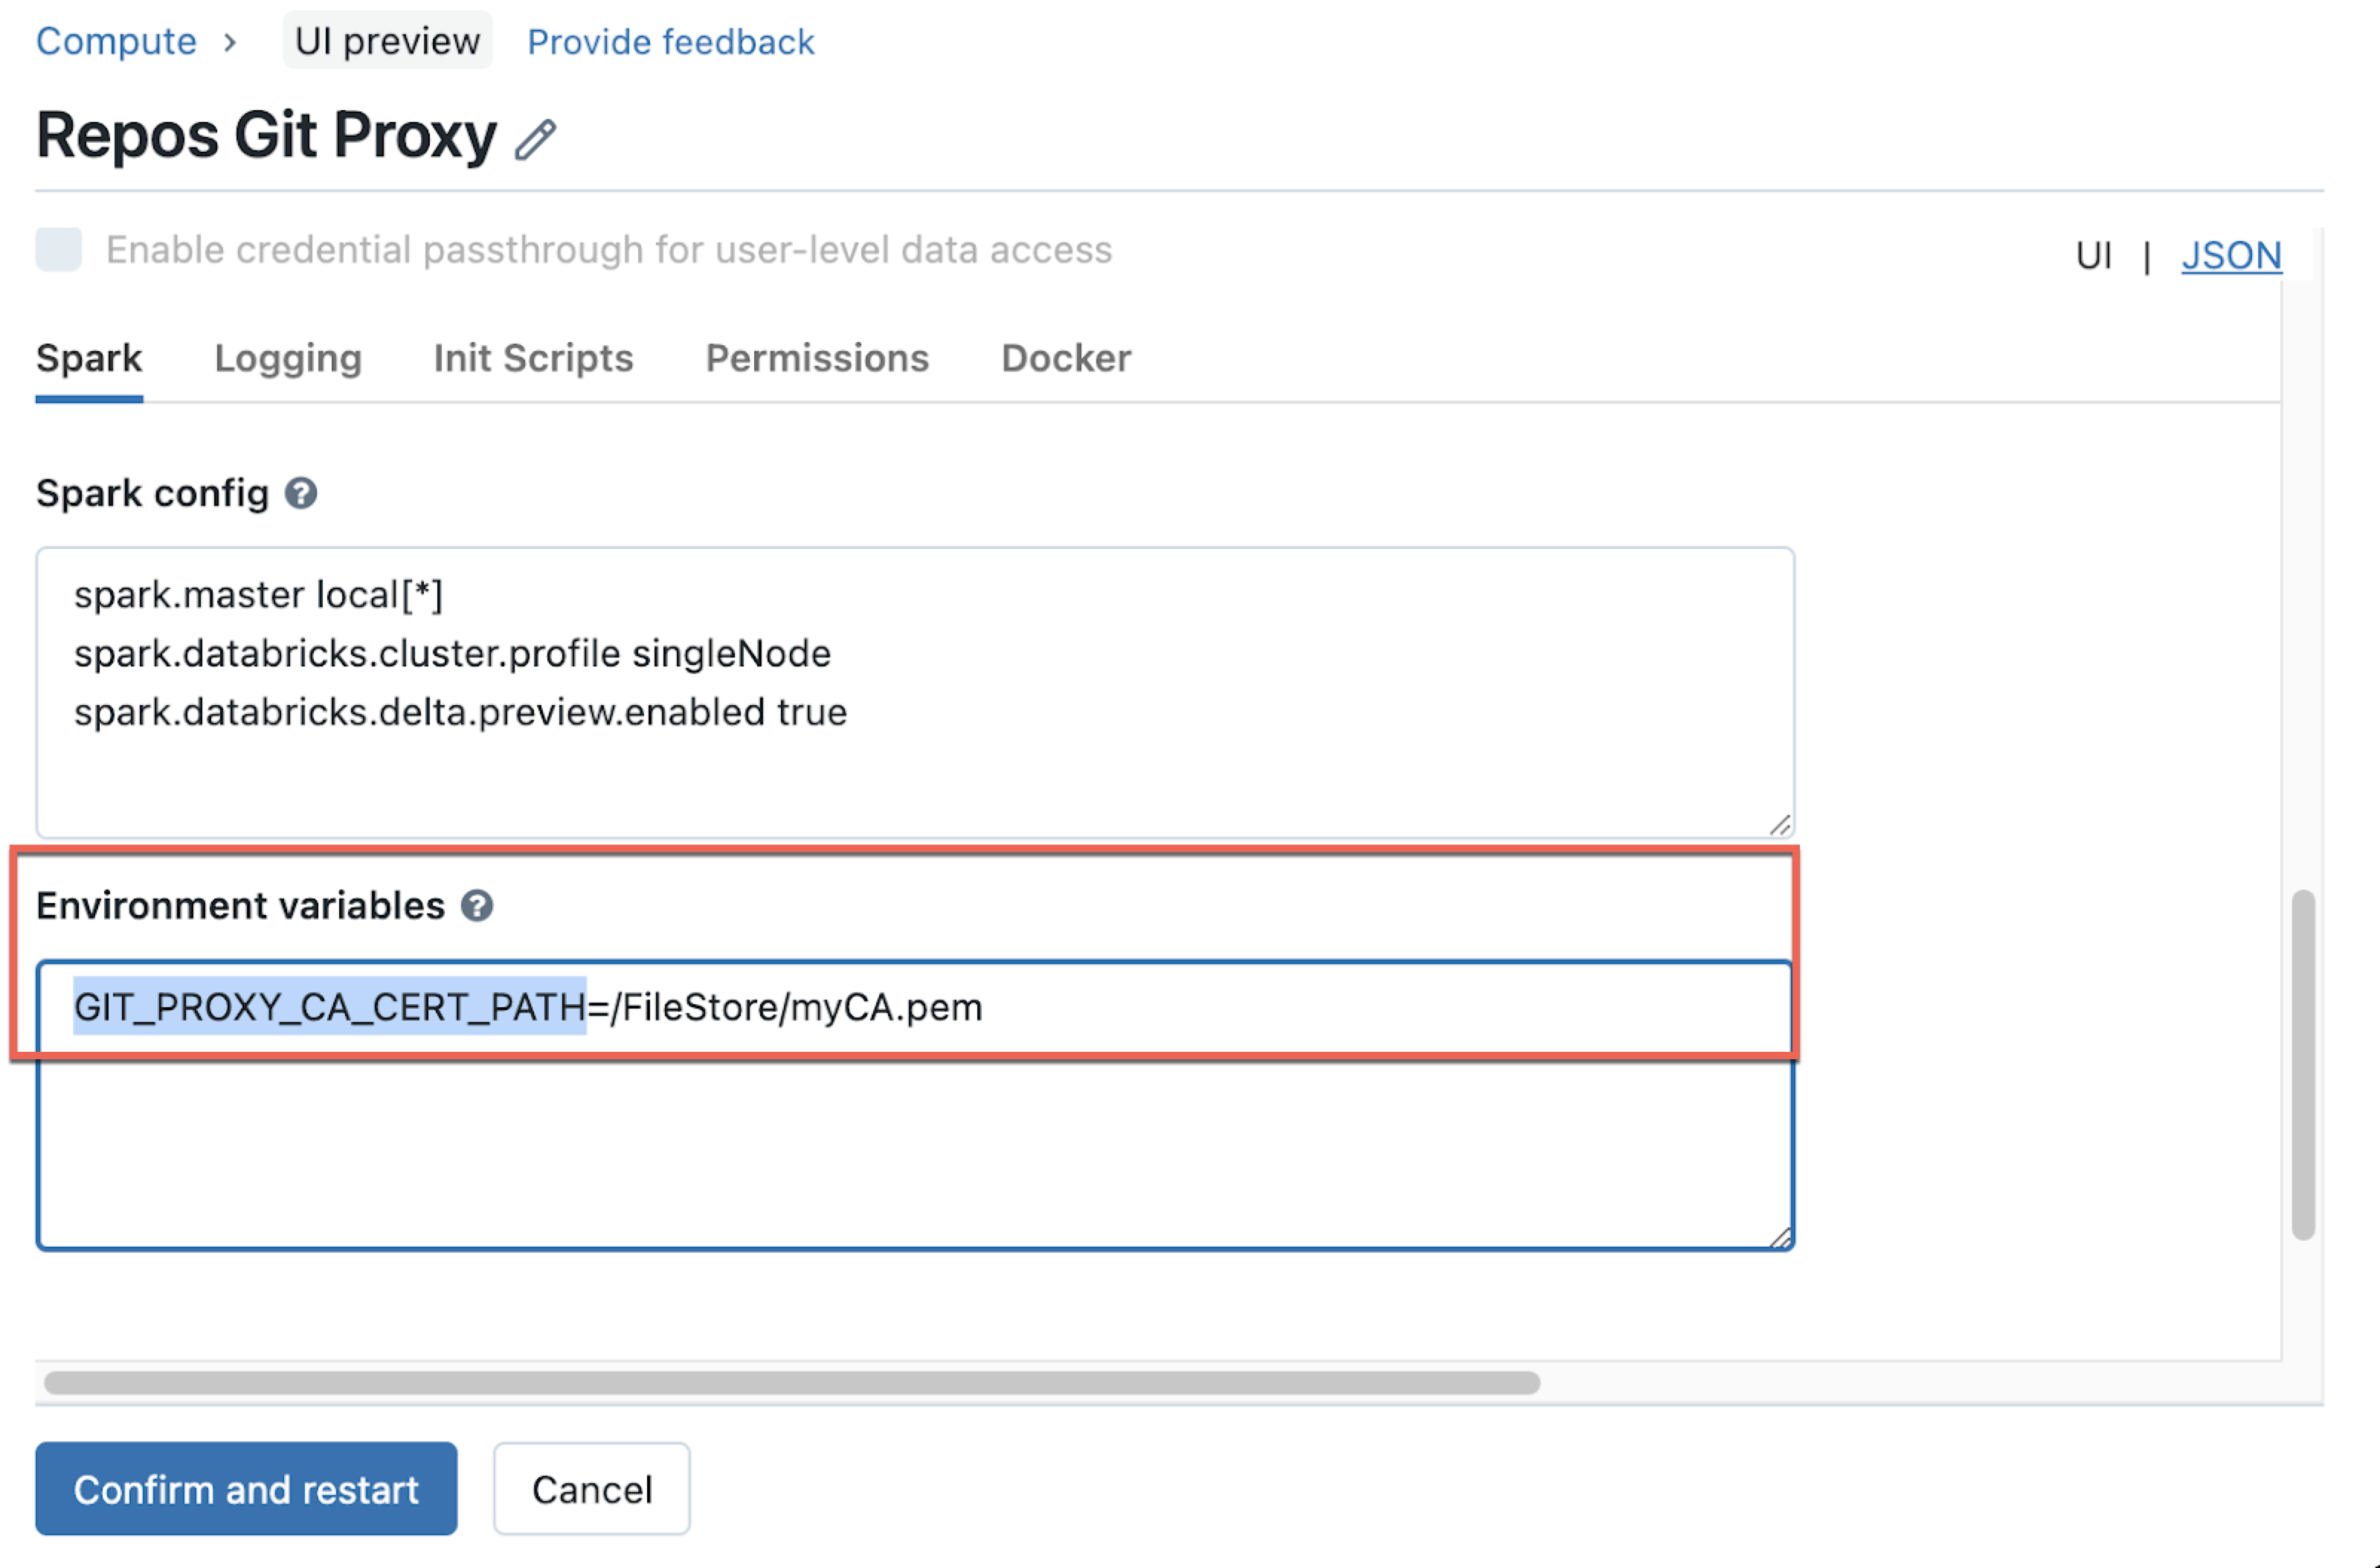 Compute > UI preview Provide feedback
Repos Git Proxy
Enable credential passthrough for user-level data access
UI | JSON
Spark Logging Init Scripts Permissions Docker
Spark config ?
spark.master local[*]
spark.databricks.cluster.profile singleNode
spark.databricks.delta.preview.enabled true
Environment variables ?
GIT_PROXY_CA_CERT_PATH=/FileStore/myCA.pem
Confirm and restart Cancel